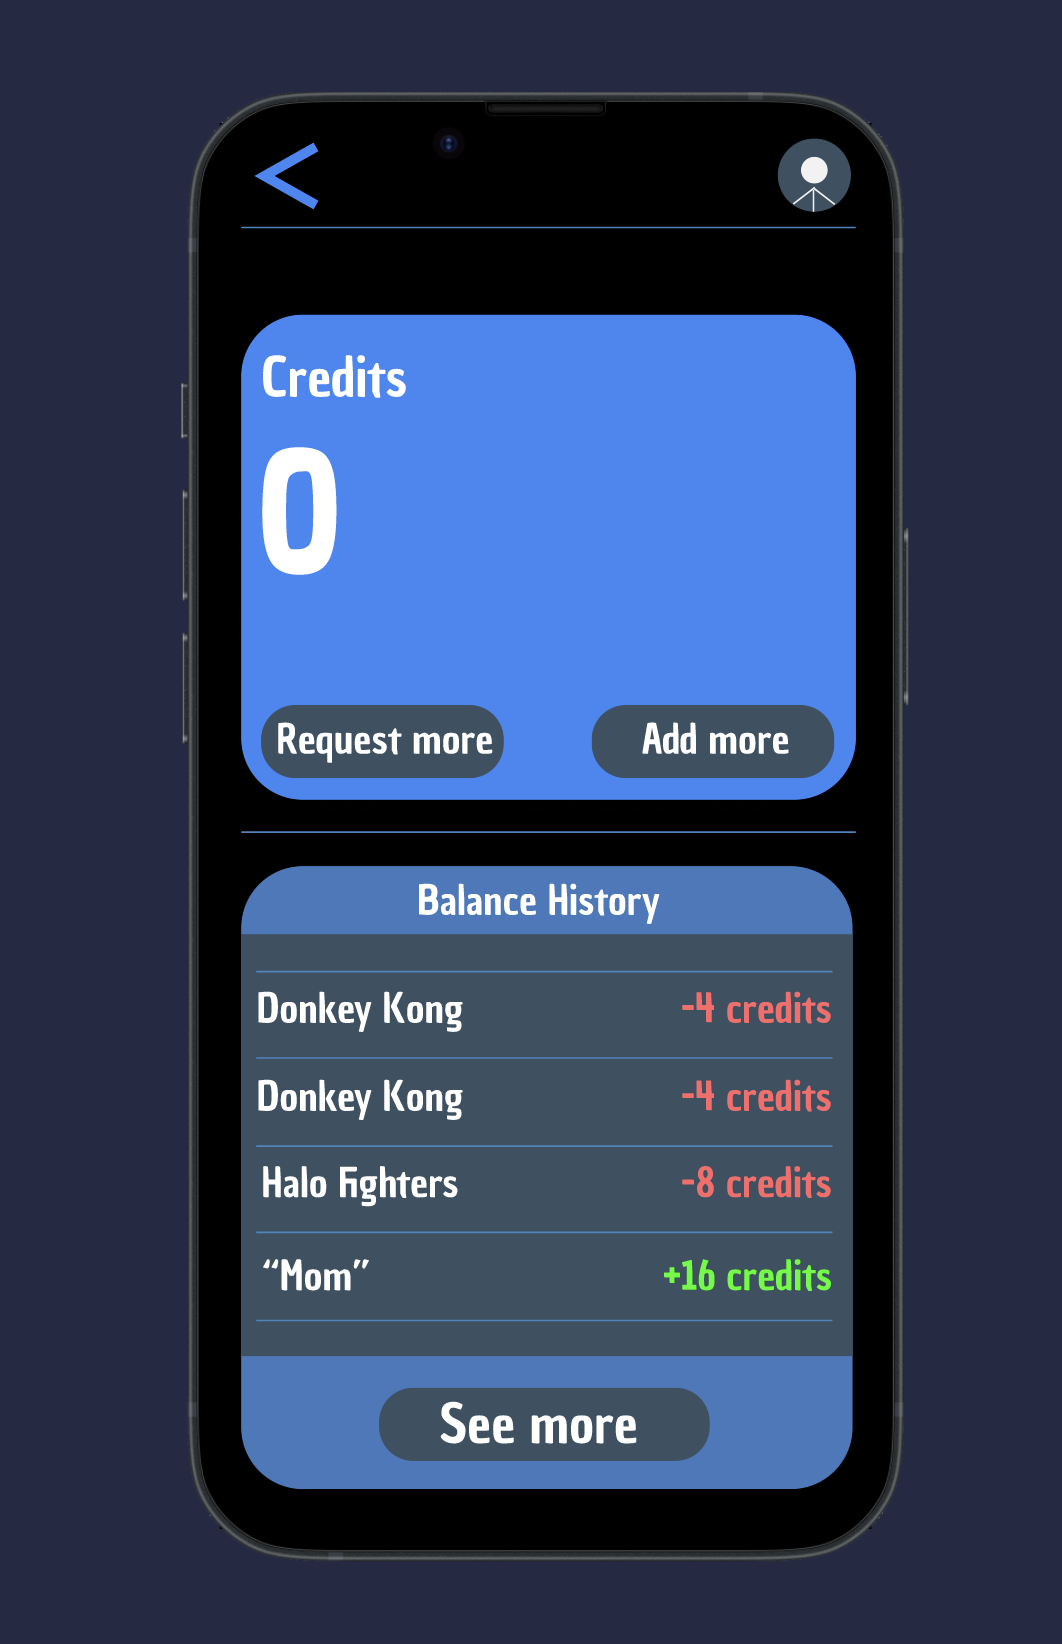 Credits
0
Request more
Add more
Balance History
Donkey Kong -4 credits
Donkey Kong -4 credits
Halo Fighters -8 credits
“Mom” +16 credits
See more